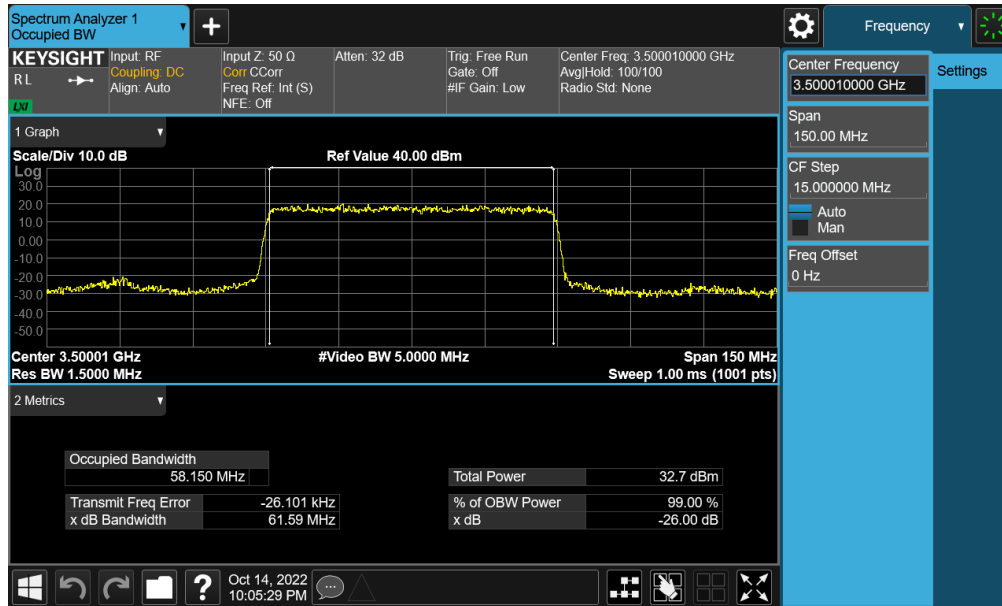 Spectrum Analyzer 1
Occupied BW
+
Frequency
KEYSIGHT
RL
LXI
Input: RF
Coupling: DC
Align: Auto
Input Z: 50 Ω
Corr CCorr
Freq Ref: Int (S)
NFE: Off
Atten: 32 dB
Trig: Free Run
Gate: Off
#IF Gain: Low
Center Freq: 3.500010000 GHz
Avg|Hold: 100/100
Radio Std: None
Center Frequency
3.500010000 GHz
Settings
Span
150.00 MHz
CF Step
15.000000 MHz
Auto
Man
Freq Offset
0 Hz
1 Graph
Scale/Div 10.0 dB
Ref Value 40.00 dBm
Log
30.0
20.0
10.0
0.00
-10.0
-20.0
-30.0
-40.0
-50.0
Center 3.50001 GHz
#Video BW 5.0000 MHz
Span 150 MHz
Res BW 1.5000 MHz
Sweep 1.00 ms (1001 pts)
2 Metrics
Occupied Bandwidth
58.150 MHz
Total Power 32.7 dBm
Transmit Freq Error -26.101 kHz
% of OBW Power 99.00 %
x dB Bandwidth 61.59 MHz
x dB -26.00 dB
?
Oct 14, 2022
10:05:29 PM